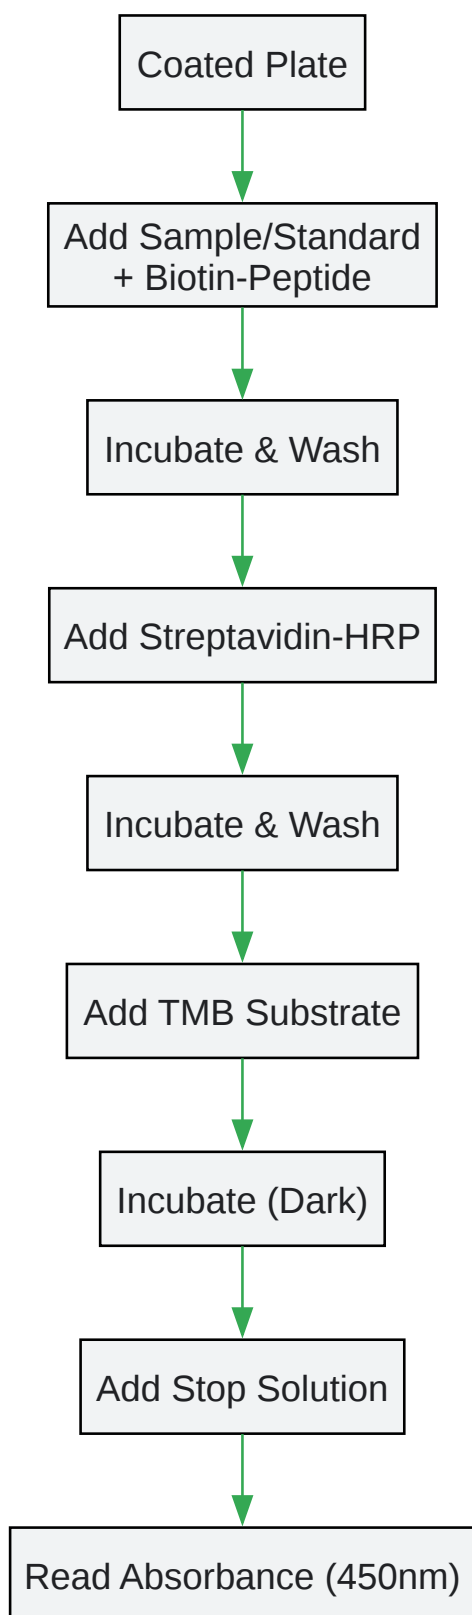 Coated Plate
Add Sample/Standard
+ Biotin-Peptide
Incubate & Wash
Add Streptavidin-HRP
Incubate & Wash
Add TMB Substrate
Incubate (Dark)
Add Stop Solution
Read Absorbance (450nm)